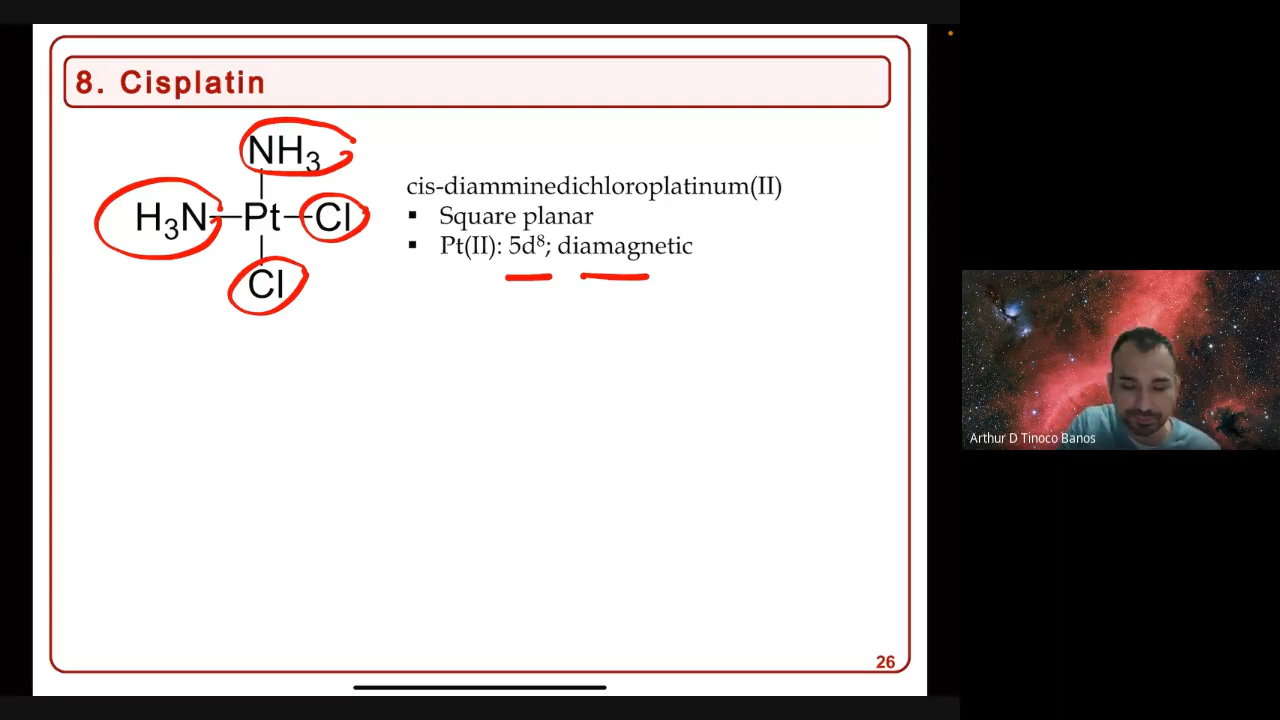 8. Cisplatin
NH₃
H₃N—Pt—Cl
Cl
cis-diamminedichloroplatinum(II)
▪ Square planar
▪ Pt(II): 5d⁸; diamagnetic
Arthur D Tinoco Banos
26